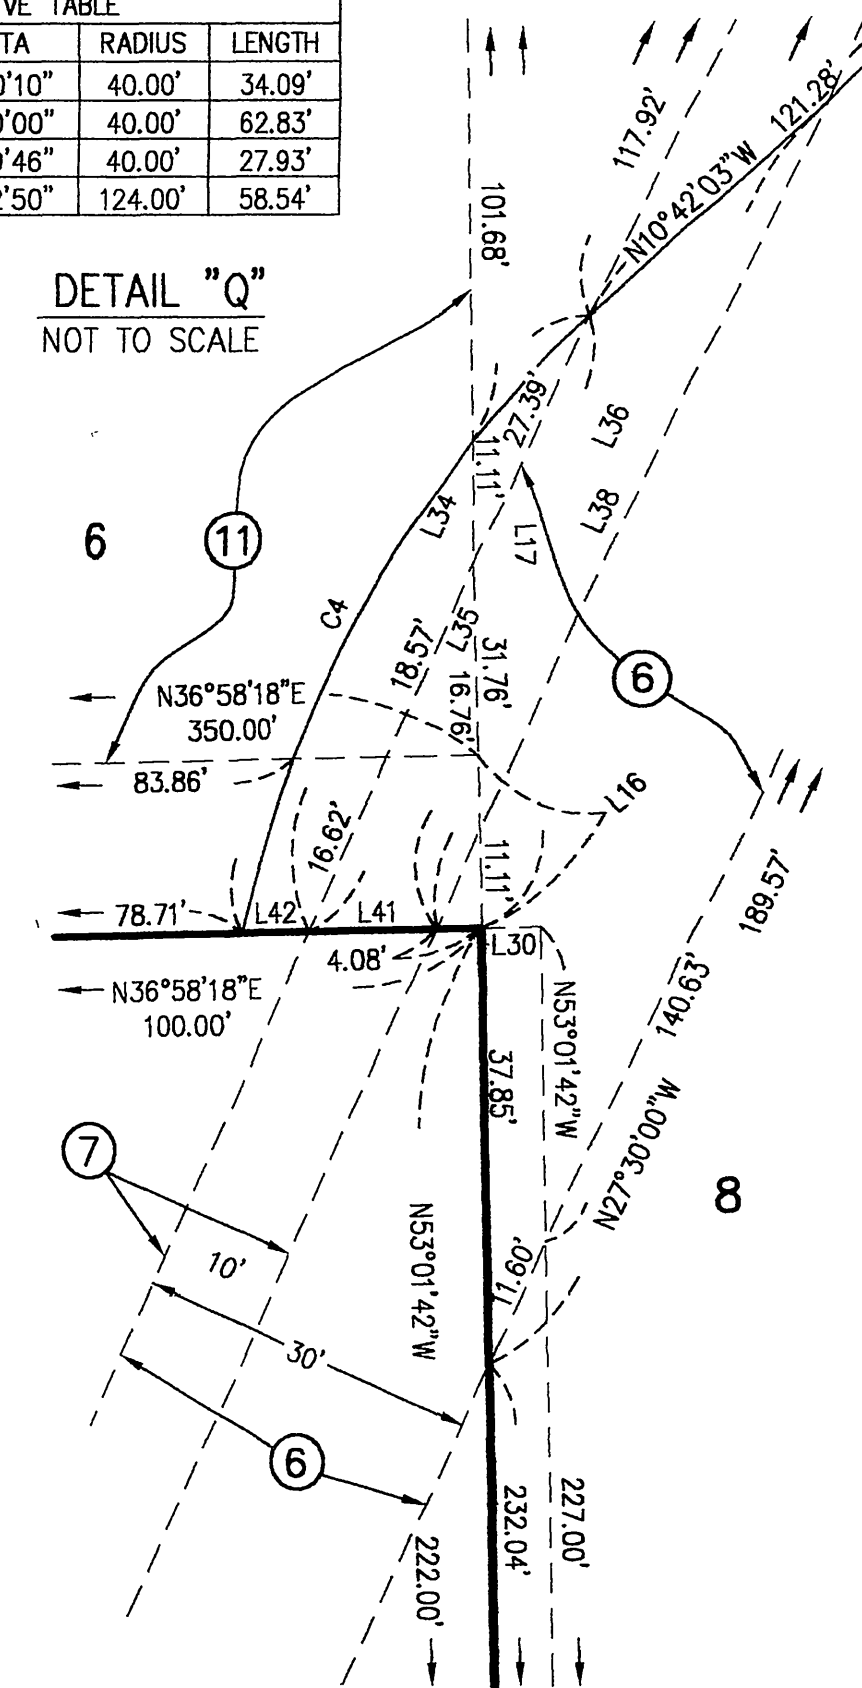 VE TABLE
TA RADIUS LENGTH
0'10" 40.00' 34.09'
0'00" 40.00' 62.83'
0'46" 40.00' 27.93'
2'50" 124.00' 58.54'
DETAIL "Q"
NOT TO SCALE
117.92'
121.28'
101.68'
N10°42'03"W
27.39'
11.11'
L36
L34
L38
L17
6
11
C4
L35
18.57'
31.76'
16.76'
6
N36°58'18"E
350.00'
83.86'
L16
16.62'
11.11'
189.57'
78.71'
L42
L41
4.08'
L30
140.63'
N36°58'18"E
100.00'
N53°01'42"W
37.85'
N27°30'00"W
7
8
N53°01'42"W
10'
11.60'
30'
6
222.00'
232.04'
227.00'